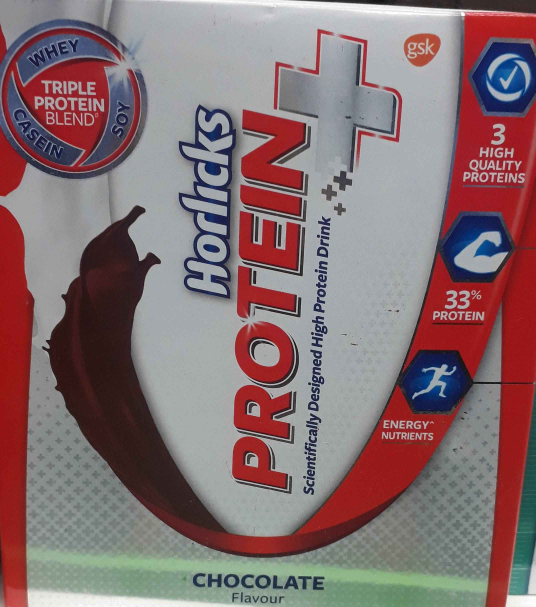 WHEY
TRIPLE
PROTEIN
BLEND
CASEIN
SOY
gsk
Horlicks
PROTEIN
Scientifically Designed High Protein Drink
3
HIGH
QUALITY
PROTEINS
33%
PROTEIN
ENERGY^
NUTRIENTS
CHOCOLATE
Flavour